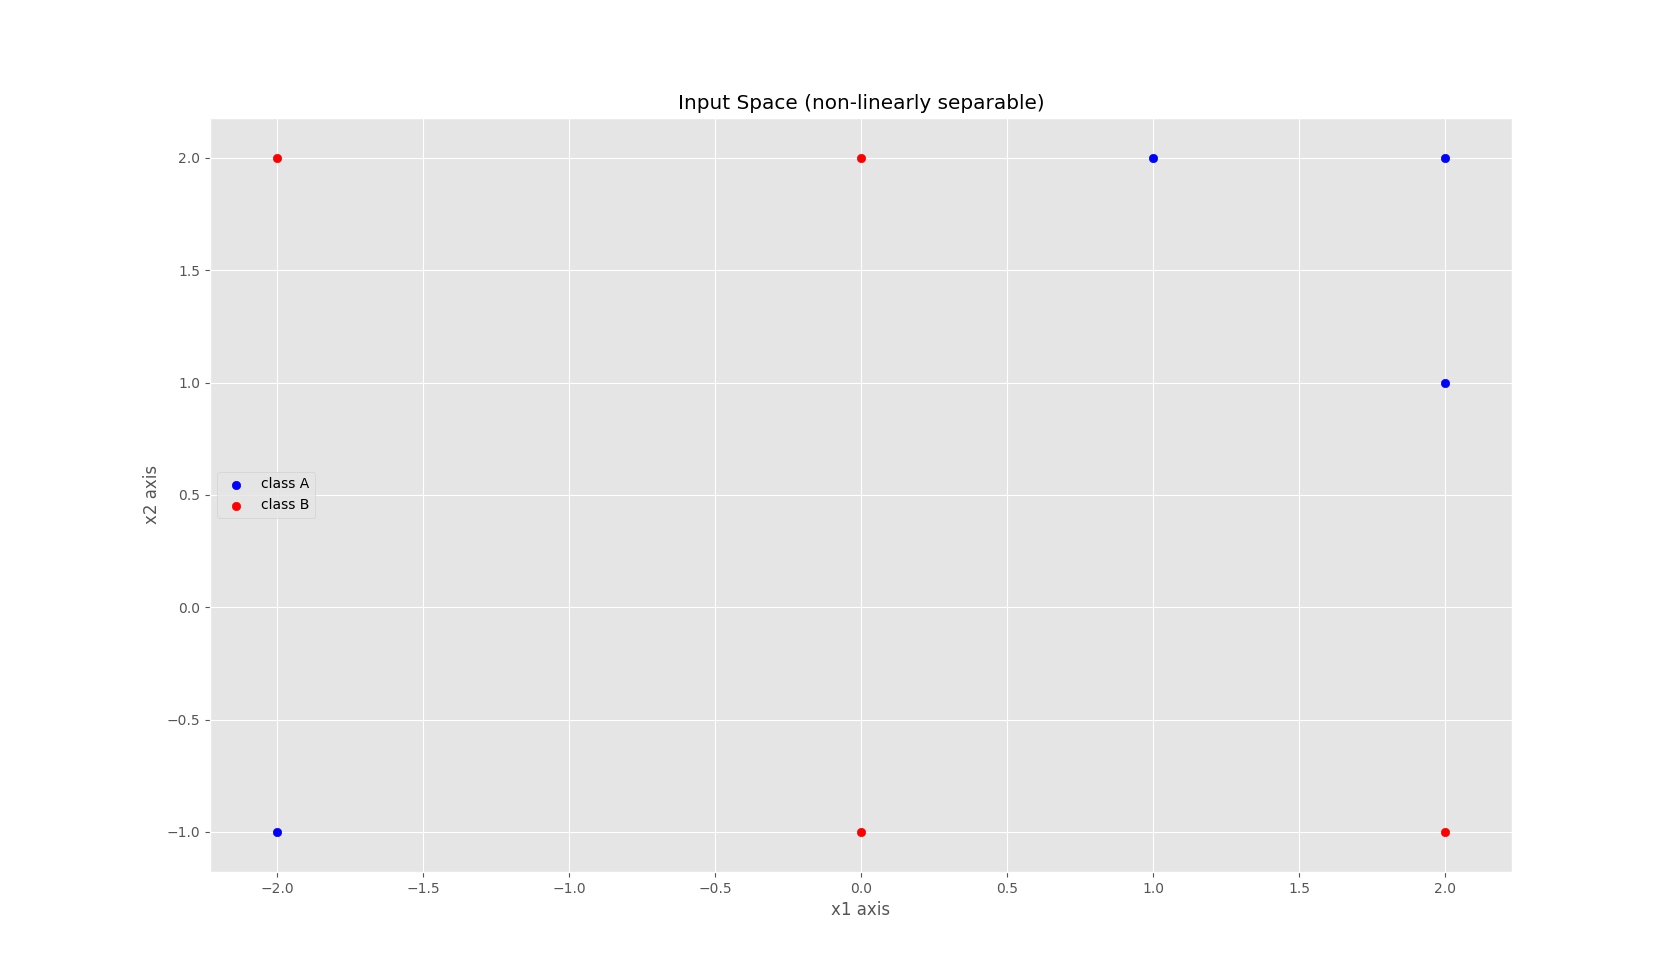 Input Space (non-linearly separable)
2.0
1.5
1.0
0.5
0.0
−0.5
−1.0
x2 axis
class A
class B
−2.0 −1.5 −1.0 −0.5 0.0 0.5 1.0 1.5 2.0
x1 axis